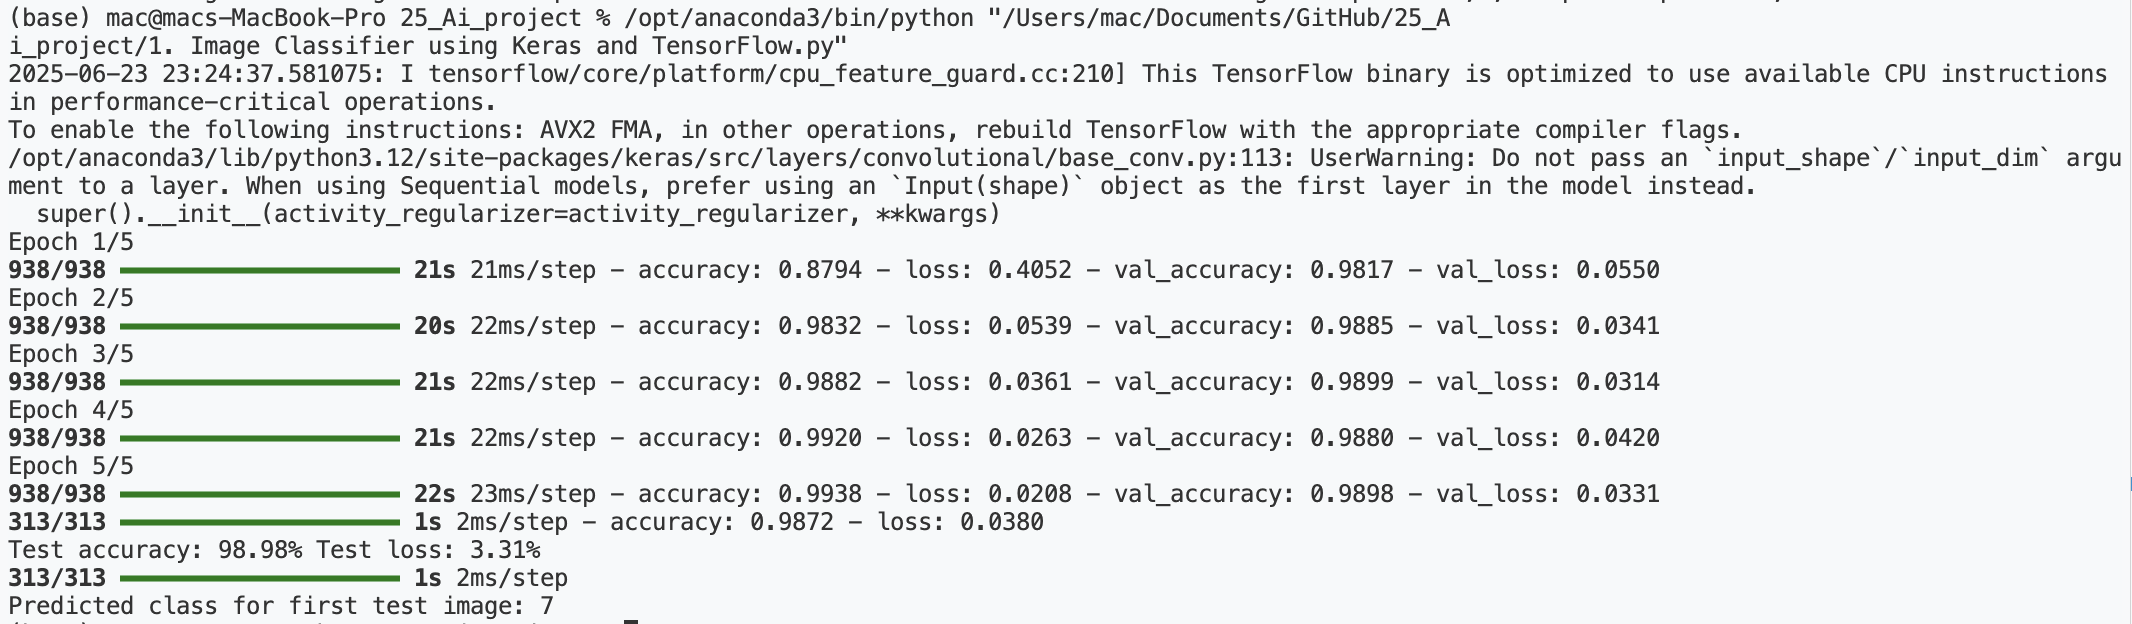 (base) mac@macs-MacBook-Pro 25_Ai_project % /opt/anaconda3/bin/python "/Users/mac/Documents/GitHub/25_A
i_project/1. Image Classifier using Keras and TensorFlow.py"
2025-06-23 23:24:37.581075: I tensorflow/core/platform/cpu_feature_guard.cc:210] This TensorFlow binary is optimized to use available CPU instructions
in performance-critical operations.
To enable the following instructions: AVX2 FMA, in other operations, rebuild TensorFlow with the appropriate compiler flags.
/opt/anaconda3/lib/python3.12/site-packages/keras/src/layers/convolutional/base_conv.py:113: UserWarning: Do not pass an `input_shape`/`input_dim` argu
ment to a layer. When using Sequential models, prefer using an `Input(shape)` object as the first layer in the model instead.
  super().__init__(activity_regularizer=activity_regularizer, **kwargs)
Epoch 1/5
938/938 21s 21ms/step - accuracy: 0.8794 - loss: 0.4052 - val_accuracy: 0.9817 - val_loss: 0.0550
Epoch 2/5
938/938 20s 22ms/step - accuracy: 0.9832 - loss: 0.0539 - val_accuracy: 0.9885 - val_loss: 0.0341
Epoch 3/5
938/938 21s 22ms/step - accuracy: 0.9882 - loss: 0.0361 - val_accuracy: 0.9899 - val_loss: 0.0314
Epoch 4/5
938/938 21s 22ms/step - accuracy: 0.9920 - loss: 0.0263 - val_accuracy: 0.9880 - val_loss: 0.0420
Epoch 5/5
938/938 22s 23ms/step - accuracy: 0.9938 - loss: 0.0208 - val_accuracy: 0.9898 - val_loss: 0.0331
313/313 1s 2ms/step - accuracy: 0.9872 - loss: 0.0380
Test accuracy: 98.98% Test loss: 3.31%
313/313 1s 2ms/step
Predicted class for first test image: 7